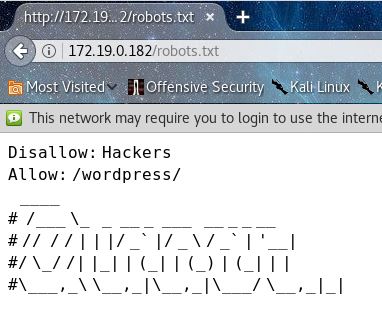 http://172.19...2/robots.txt
172.19.0.182/robots.txt
Most Visited
Offensive Security
Kali Linux
This network may require you to login to use the interne
Disallow: Hackers
Allow: /wordpress/
  ____
# /___ \_   _  __ _  ___   __ _ _ __
# //  / / | | |/ _` |/ _ \ / _` | '__|
#/ \_/ /| |_| | (_| | (_) | (_| | |
#\___,_\ \__,_|\__,_|\___/ \__,_|_|